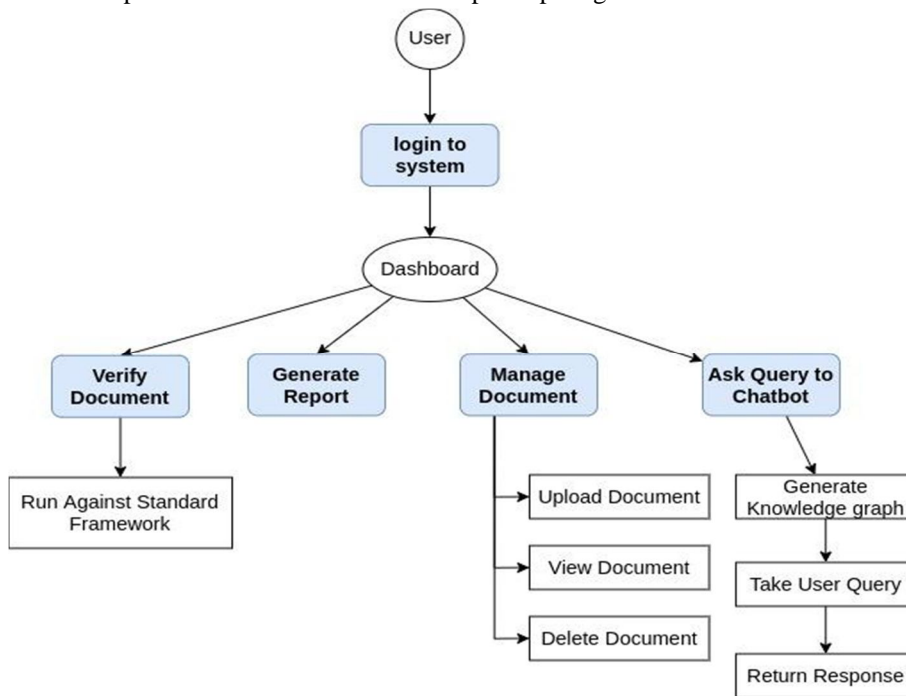 User
login to
system
Dashboard
Verify
Document
Generate
Report
Manage
Document
Ask Query to
Chatbot
Run Against Standard
Framework
Upload Document
View Document
Delete Document
Generate
Knowledge graph
Take User Query
Return Response